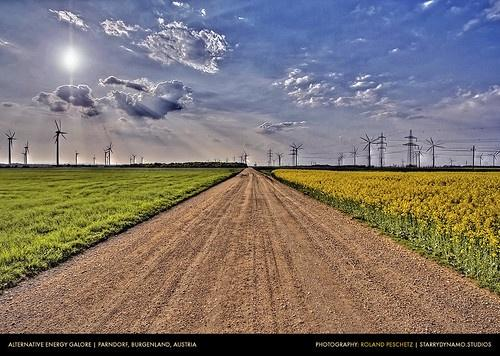 ALTERNATIVE ENERGY GALORE | PARNDORF, BURGENLAND, AUSTRIA
PHOTOGRAPHY: ROLAND PESCHETZ | STARRYDYNAMO.STUDIOS